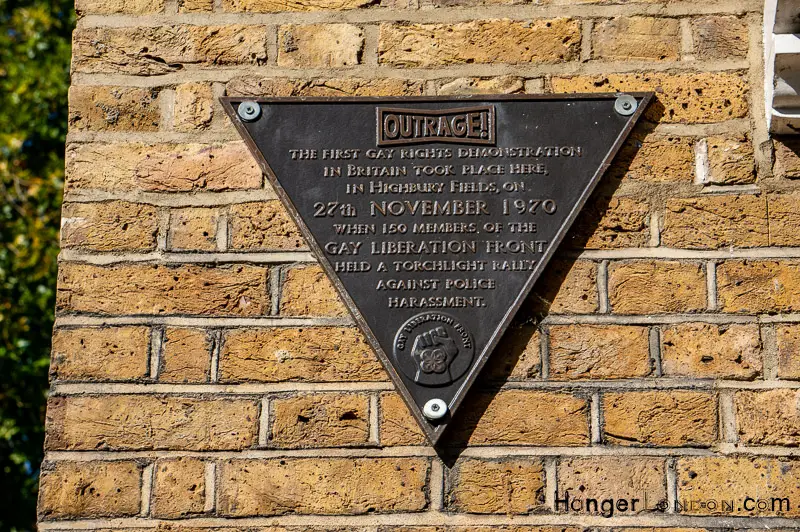 OUTRAGE!
THE FIRST GAY RIGHTS DEMONSTRATION
IN BRITAIN TOOK PLACE HERE,
IN HIGHBURY FIELDS, ON
27th NOVEMBER 1970
WHEN 150 MEMBERS, OF THE
GAY LIBERATION FRONT
HELD A TORCHLIGHT RALLY
AGAINST POLICE
HARASSMENT.
GAY LIBERATION FRONT
HongerLondon.com